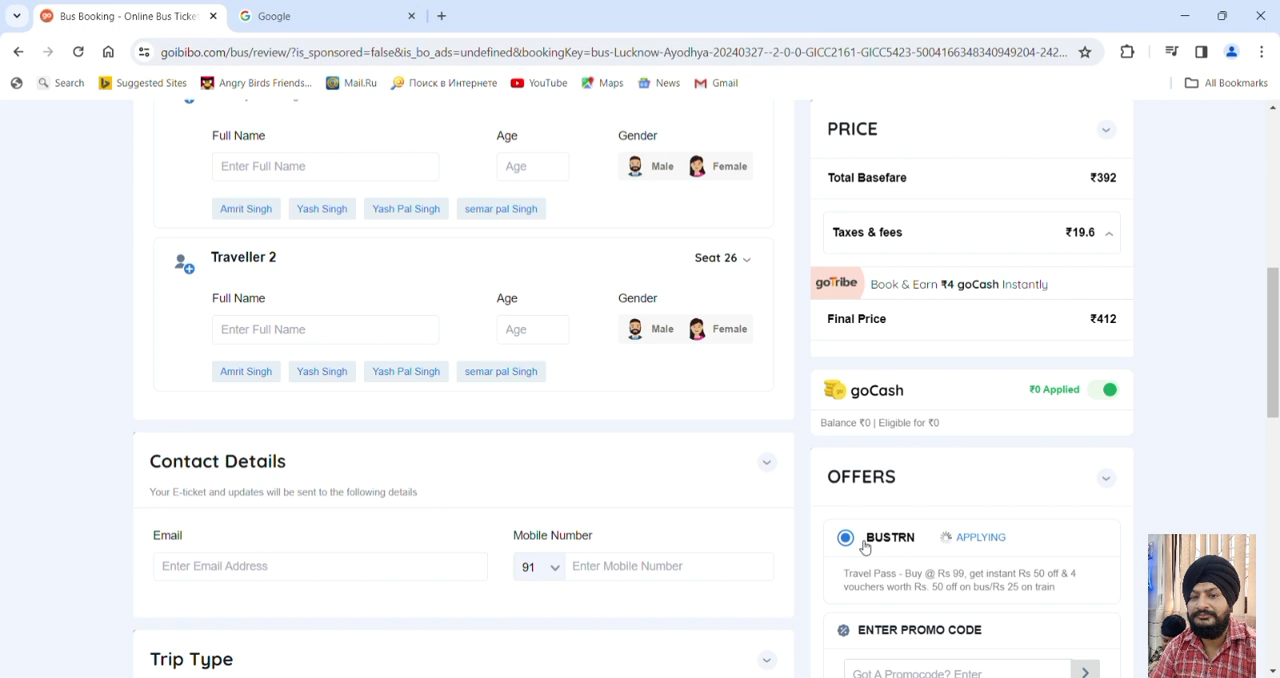 Bus Booking - Online Bus Ticke
Google
goibibo.com/bus/review/?is_sponsored=false&is_bo_ads=undefined&bookingKey=bus-Lucknow-Ayodhya-20240327--2-0-0-GICC2161-GICC5423-5004166348340949204-242...
Search
Suggested Sites
Angry Birds Friends...
Mail.Ru
Поиск в Интернете
YouTube
Maps
News
Gmail
All Bookmarks
Full Name
Age
Gender
Enter Full Name
Age
Male
Female
Amrit Singh
Yash Singh
Yash Pal Singh
semar pal Singh
Traveller 2
Seat 26
Full Name
Age
Gender
Enter Full Name
Age
Male
Female
Amrit Singh
Yash Singh
Yash Pal Singh
semar pal Singh
Contact Details
Your E-ticket and updates will be sent to the following details
Email
Mobile Number
Enter Email Address
91
Enter Mobile Number
Trip Type
PRICE
Total Basefare ₹392
Taxes & fees ₹19.6
goTribe Book & Earn ₹4 goCash Instantly
Final Price ₹412
goCash ₹0 Applied
Balance ₹0 | Eligible for ₹0
OFFERS
BUSTRN APPLYING
Travel Pass - Buy @ Rs 99, get instant Rs 50 off & 4
vouchers worth Rs. 50 off on bus/Rs 25 on train
ENTER PROMO CODE
Got A Promocode? Enter